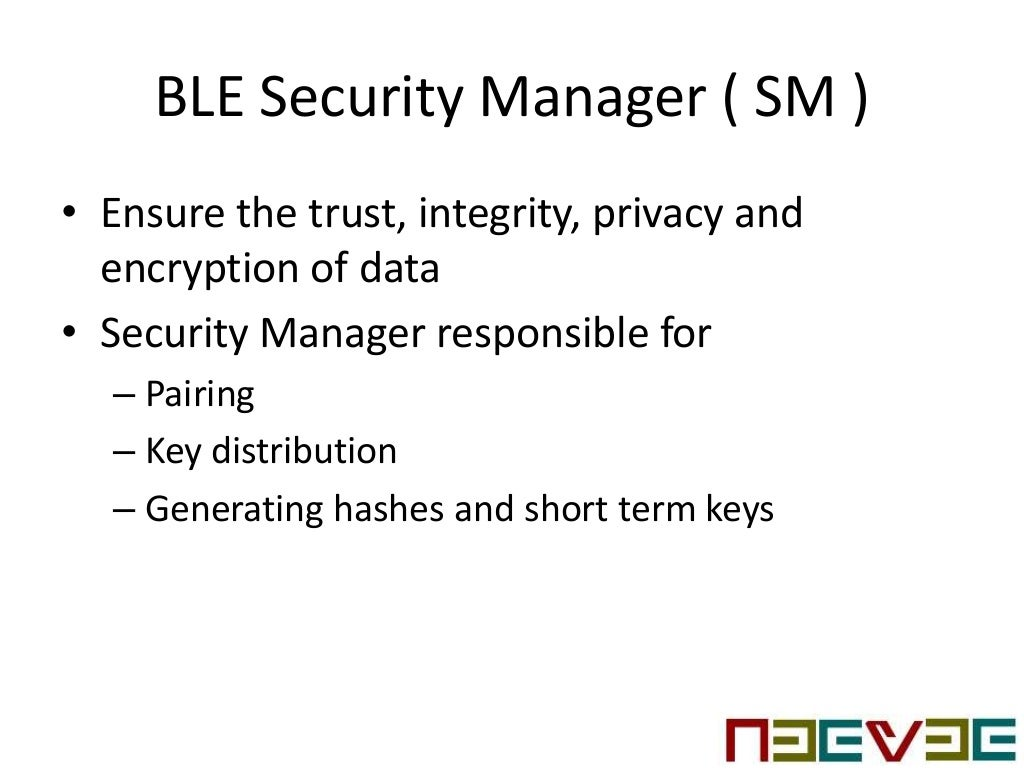 BLE Security Manager ( SM )
• Ensure the trust, integrity, privacy and
encryption of data
• Security Manager responsible for
– Pairing
– Key distribution
– Generating hashes and short term keys